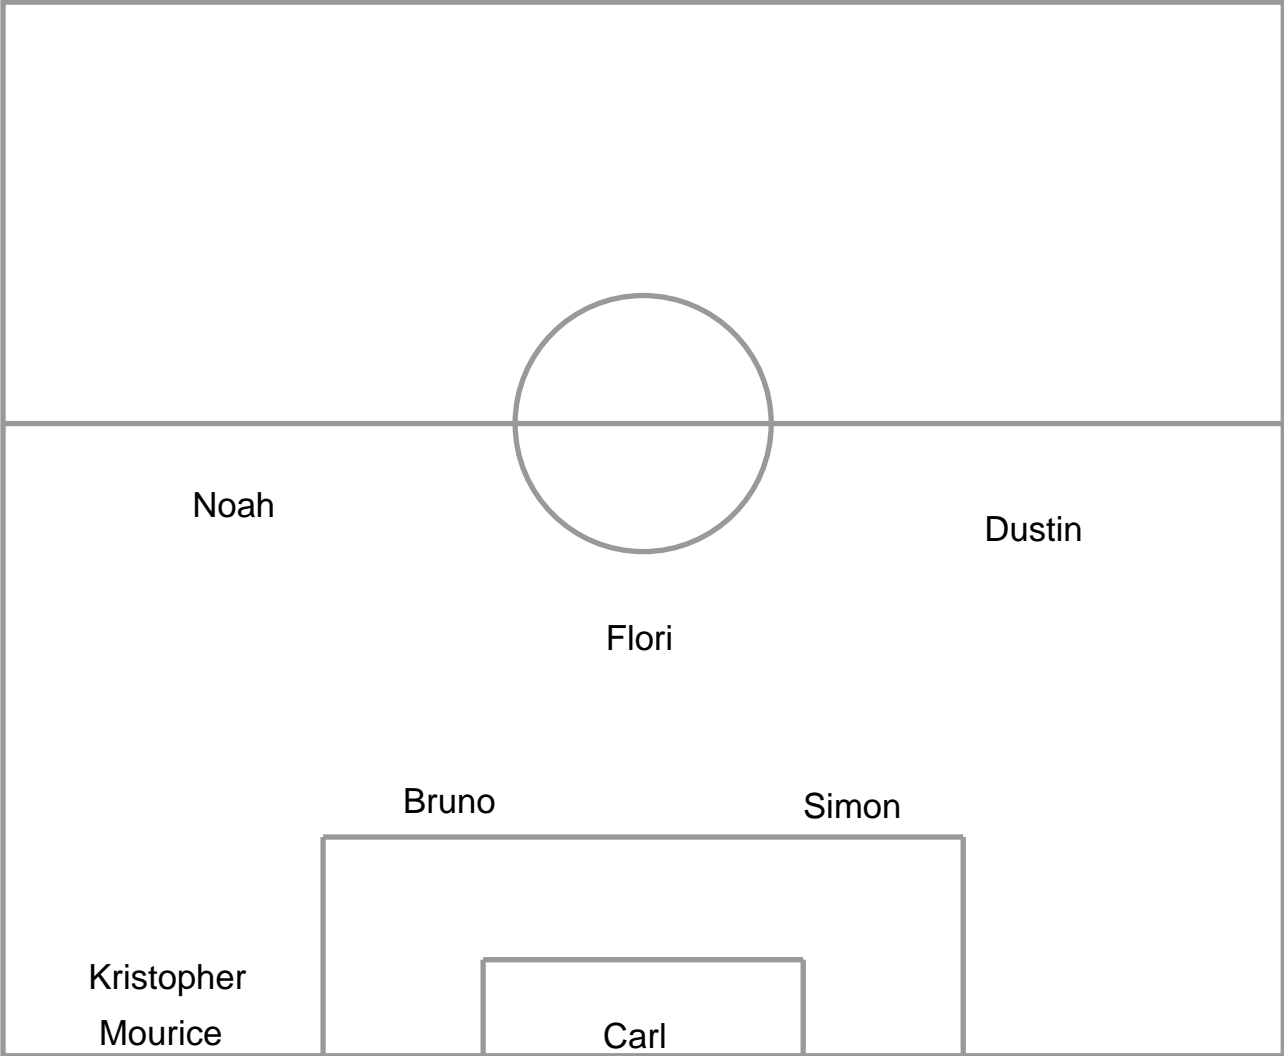 Noah
Dustin
Flori
Bruno
Simon
Kristopher
Mourice
Carl